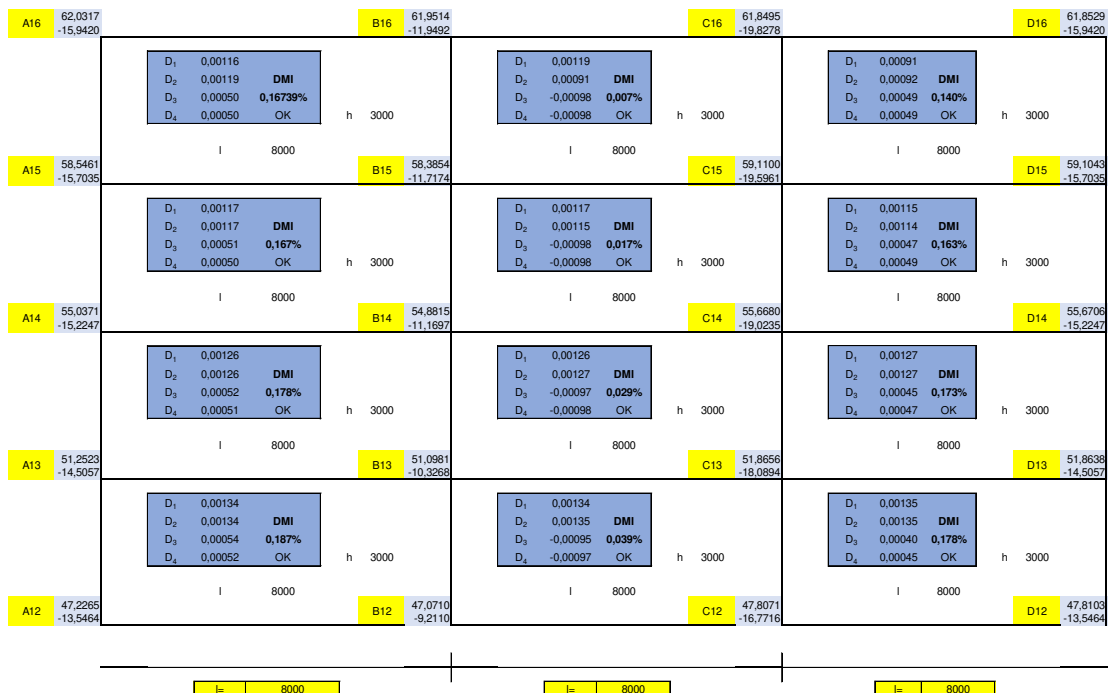 A16 62,0317 B16 61,9514 C16 61,8495 D16 61,8529
-15,9420 -11,9492 -19,8278 -15,9420
D₁ 0,00116 D₁ 0,00119 D₁ 0,00091
D₂ 0,00119 DMI D₂ 0,00091 DMI D₂ 0,00092 DMI
D₃ 0,00050 0,16739% D₃ -0,00098 0,007% D₃ 0,00049 0,140%
D₄ 0,00050 OK h 3000 D₄ -0,00098 OK h 3000 D₄ 0,00049 OK h 3000
l 8000 l 8000 l 8000
A15 58,5461 B15 58,3854 C15 59,1100 D15 59,1043
-15,7035 -11,7174 -19,5961 -15,7035
D₁ 0,00117 D₁ 0,00117 D₁ 0,00115
D₂ 0,00117 DMI D₂ 0,00115 DMI D₂ 0,00114 DMI
D₃ 0,00051 0,167% D₃ -0,00098 0,017% D₃ 0,00047 0,163%
D₄ 0,00050 OK h 3000 D₄ -0,00098 OK h 3000 D₄ 0,00049 OK h 3000
l 8000 l 8000 l 8000
A14 55,0371 B14 54,8815 C14 55,6680 D14 55,6706
-15,2247 -11,1697 -19,0235 -15,2247
D₁ 0,00126 D₁ 0,00126 D₁ 0,00127
D₂ 0,00126 DMI D₂ 0,00127 DMI D₂ 0,00127 DMI
D₃ 0,00052 0,178% D₃ -0,00097 0,029% D₃ 0,00045 0,173%
D₄ 0,00051 OK h 3000 D₄ -0,00098 OK h 3000 D₄ 0,00047 OK h 3000
l 8000 l 8000 l 8000
A13 51,2523 B13 51,0981 C13 51,8656 D13 51,8638
-14,5057 -10,3268 -18,0894 -14,5057
D₁ 0,00134 D₁ 0,00134 D₁ 0,00135
D₂ 0,00134 DMI D₂ 0,00135 DMI D₂ 0,00135 DMI
D₃ 0,00054 0,187% D₃ -0,00095 0,039% D₃ 0,00040 0,178%
D₄ 0,00052 OK h 3000 D₄ -0,00097 OK h 3000 D₄ 0,00045 OK h 3000
l 8000 l 8000 l 8000
A12 47,2265 B12 47,0710 C12 47,8071 D12 47,8103
-13,5464 -9,2110 -16,7716 -13,5464
l= 8000 l= 8000 l= 8000